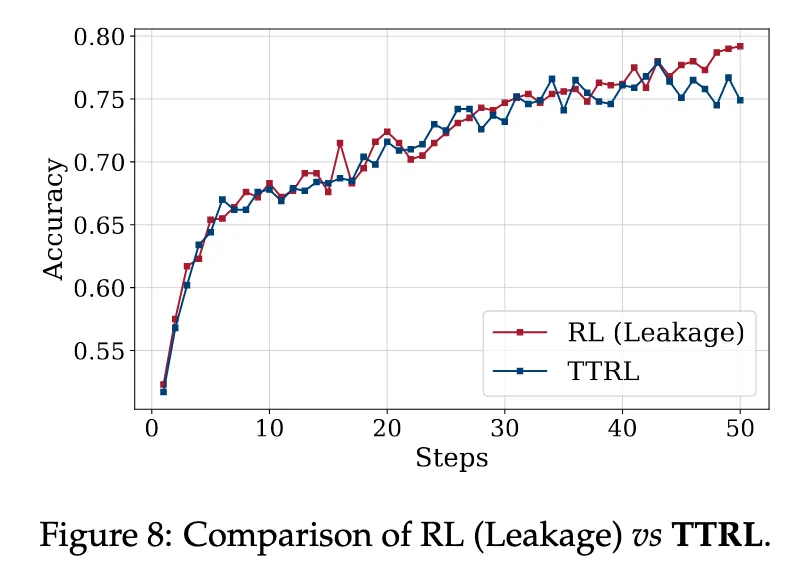 0.80
0.75
0.70
0.65
0.60
0.55
Accuracy
RL (Leakage)
TTRL
0 10 20 30 40 50
Steps
Figure 8: Comparison of RL (Leakage) vs TTRL.